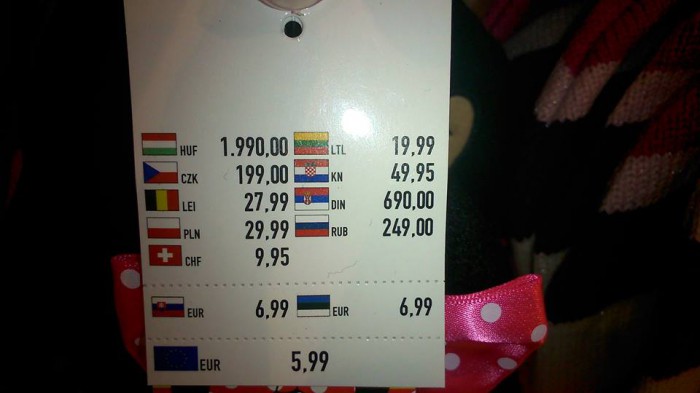 HUF 1.990,00 LTL 19,99
CZK 199,00 KN 49,95
LEI 27,99 DIN 690,00
PLN 29,99 RUB 249,00
CHF 9,95
EUR 6,99 EUR 6,99
EUR 5,99